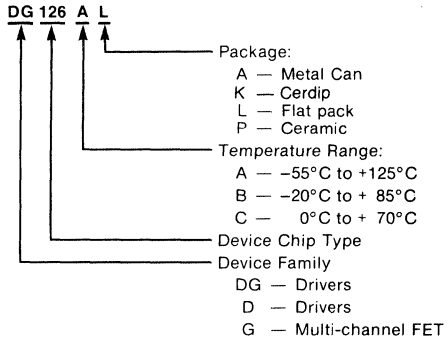 DG 126 A L
Package:
A — Metal Can
K — Cerdip
L — Flat pack
P — Ceramic
Temperature Range:
A — -55°C to +125°C
B — -20°C to + 85°C
C — 0°C to + 70°C
Device Chip Type
Device Family
DG — Drivers
D — Drivers
G — Multi-channel FET